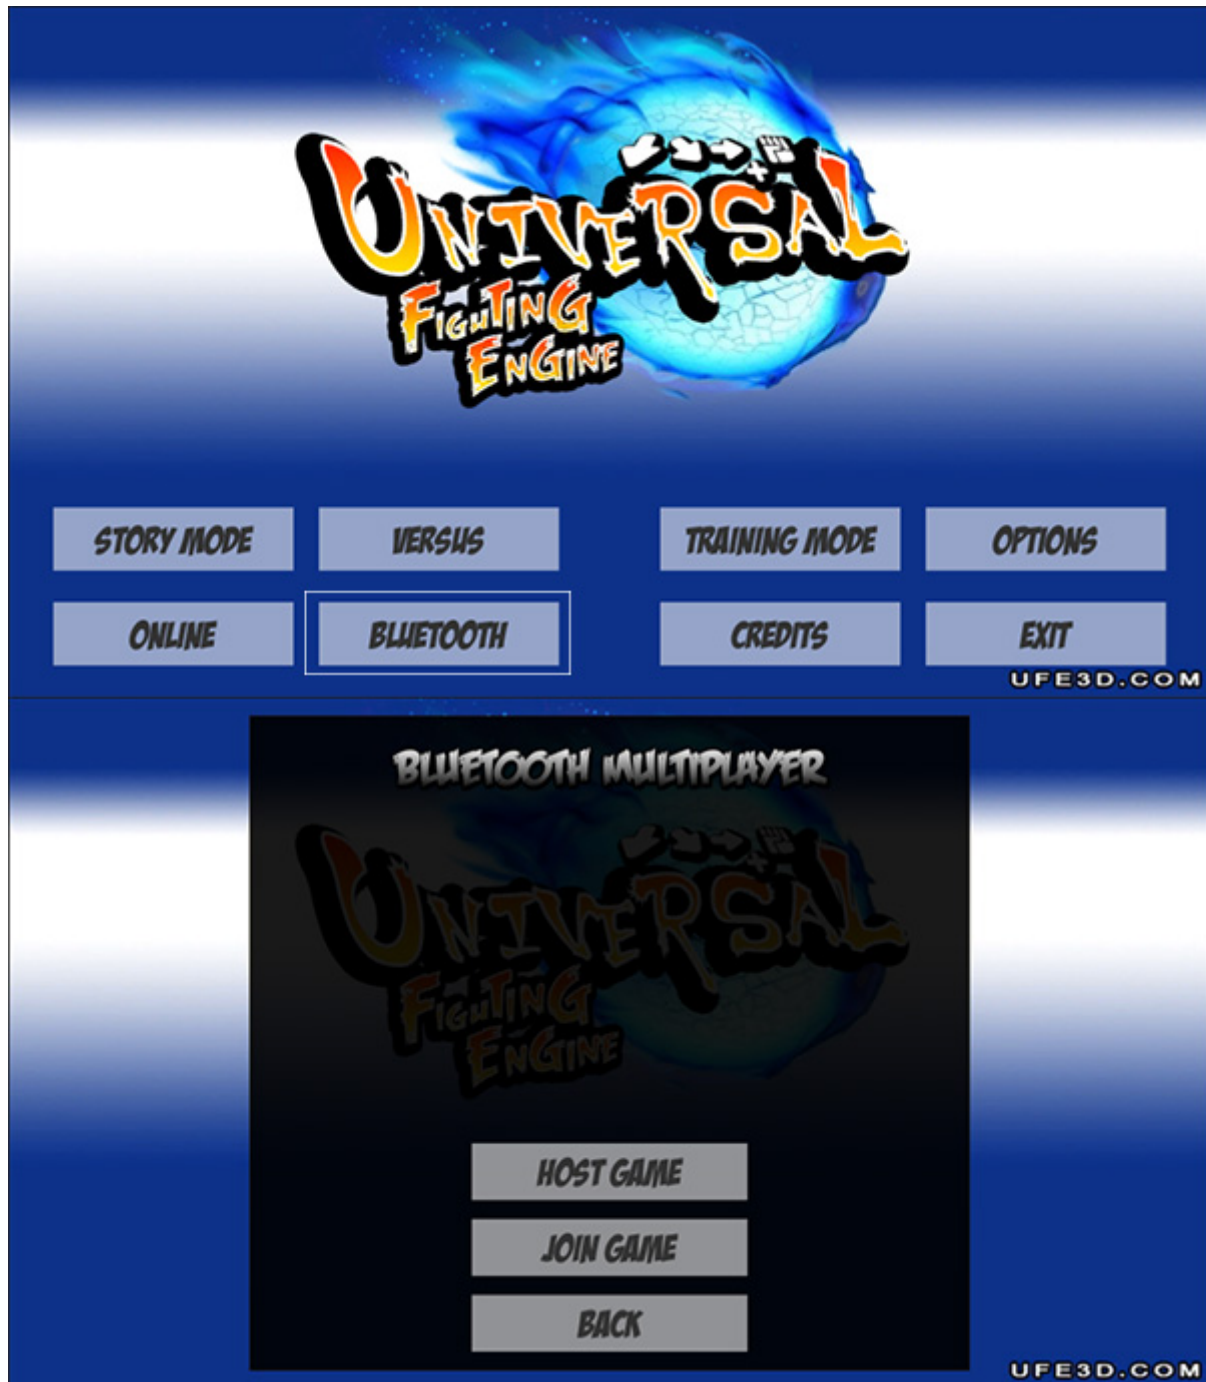 UNIVERSAL
FIGHTING
ENGINE
STORY MODE
VERSUS
TRAINING MODE
OPTIONS
ONLINE
BLUETOOTH
CREDITS
EXIT
UFE3D.COM
BLUETOOTH MULTIPLAYER
UNIVERSAL
FIGHTING
ENGINE
HOST GAME
JOIN GAME
BACK
UFE3D.COM